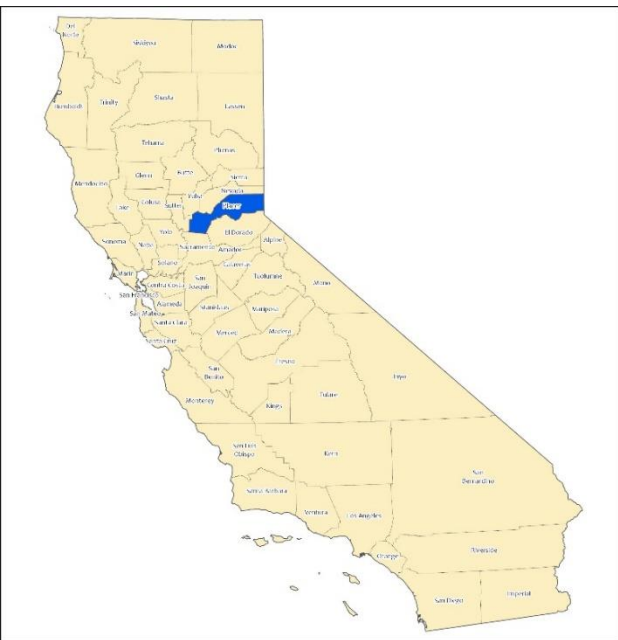 Del
Norte
Siskiyou
Modoc
Humboldt
Trinity
Shasta
Lassen
Tehama
Plumas
Mendocino
Glenn
Butte
Sierra
Nevada
Yuba
Placer
Lake
Colusa
Sutter
El Dorado
Yolo
Sonoma
Napa
Sacramento
Amador
Alpine
Solano
Calaveras
Marin
Contra Costa
San
Joaquin
Tuolumne
Mono
San Francisco
Alameda
Stanislaus
Mariposa
San Mateo
Santa Clara
Merced
Madera
Santa Cruz
San
Benito
Fresno
Inyo
Monterey
Kings
Tulare
San Luis
Obispo
Kern
San
Bernardino
Santa Barbara
Ventura
Los Angeles
Orange
Riverside
San Diego
Imperial